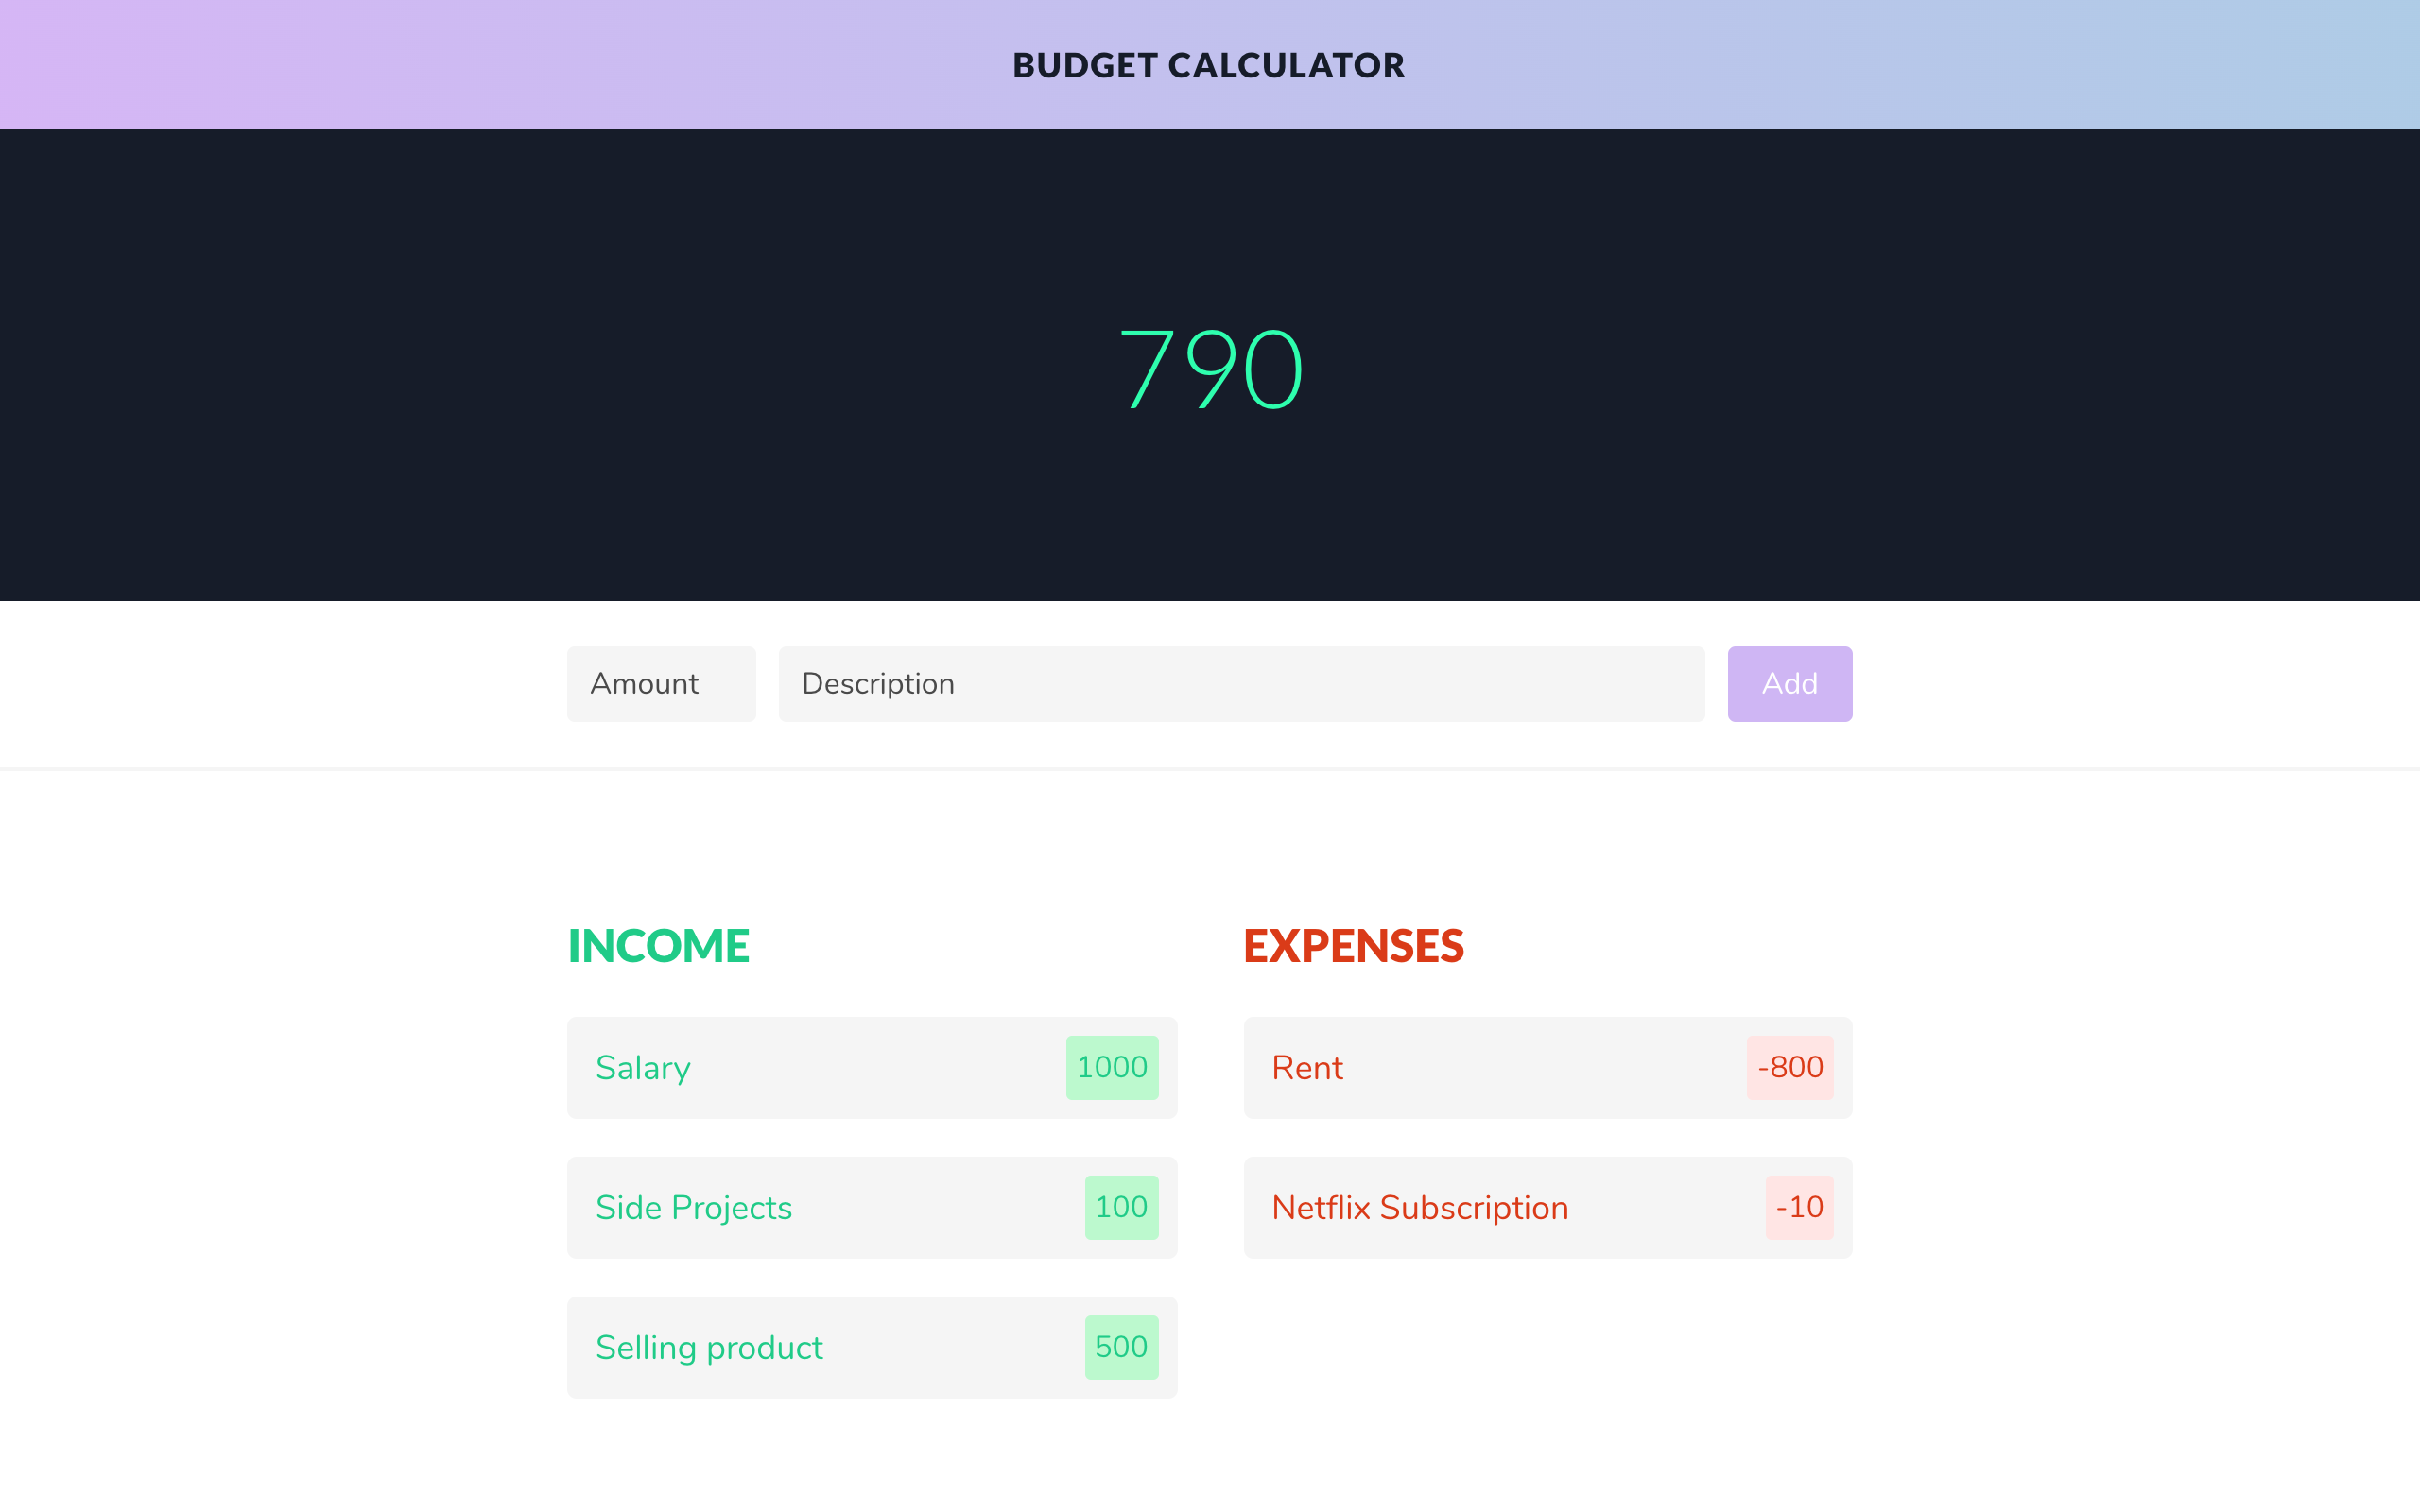 BUDGET CALCULATOR
790
Amount Description Add
INCOME
Salary 1000
Side Projects 100
Selling product 500
EXPENSES
Rent -800
Netflix Subscription -10